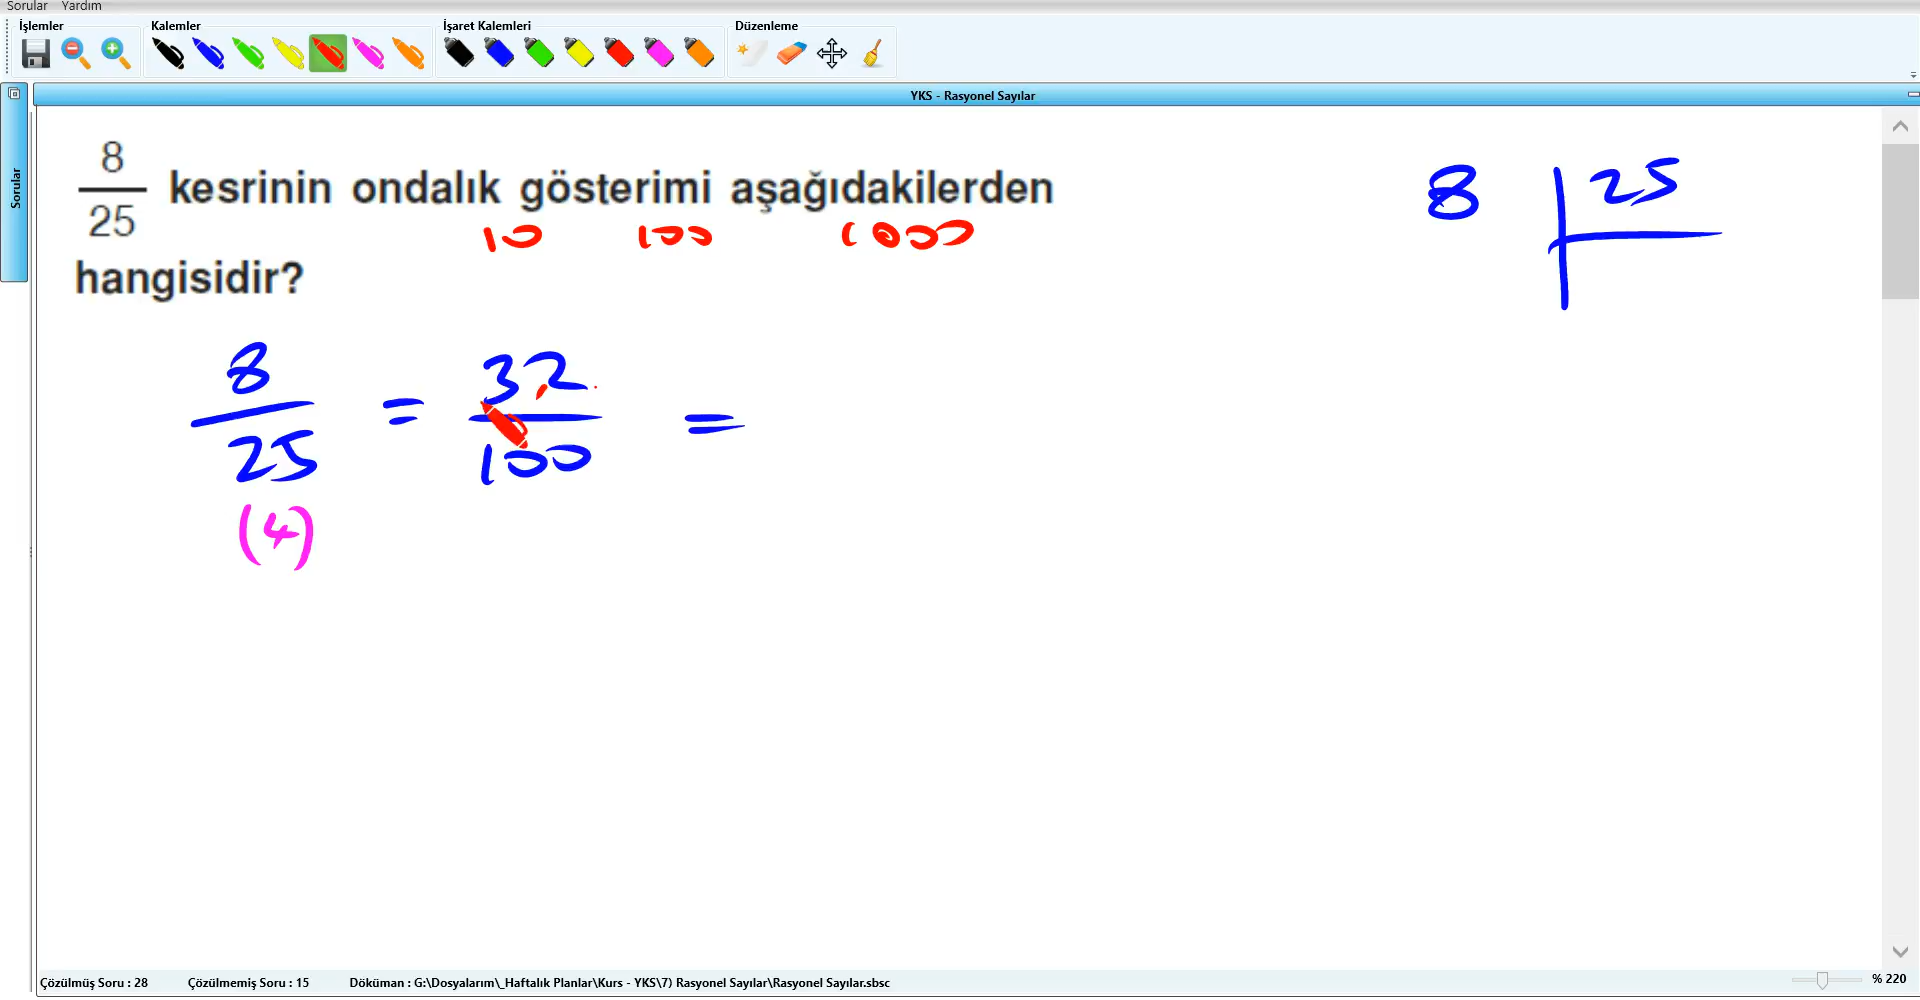 Sorular Yardım
İşlemler Kalemler İşaret Kalemleri Düzenleme
YKS - Rasyonel Sayılar
Sorular
8
25
kesrinin ondalık gösterimi aşağıdakilerden
10 100 1000
hangisidir?
8 25
8 = 32 =
25 100
(4)
Çözülmüş Soru : 28 Çözülmemiş Soru : 15 Döküman : G:\Dosyalarım\_Haftalık Planlar\Kurs - YKS\7) Rasyonel Sayılar\Rasyonel Sayılar.sbsc % 220